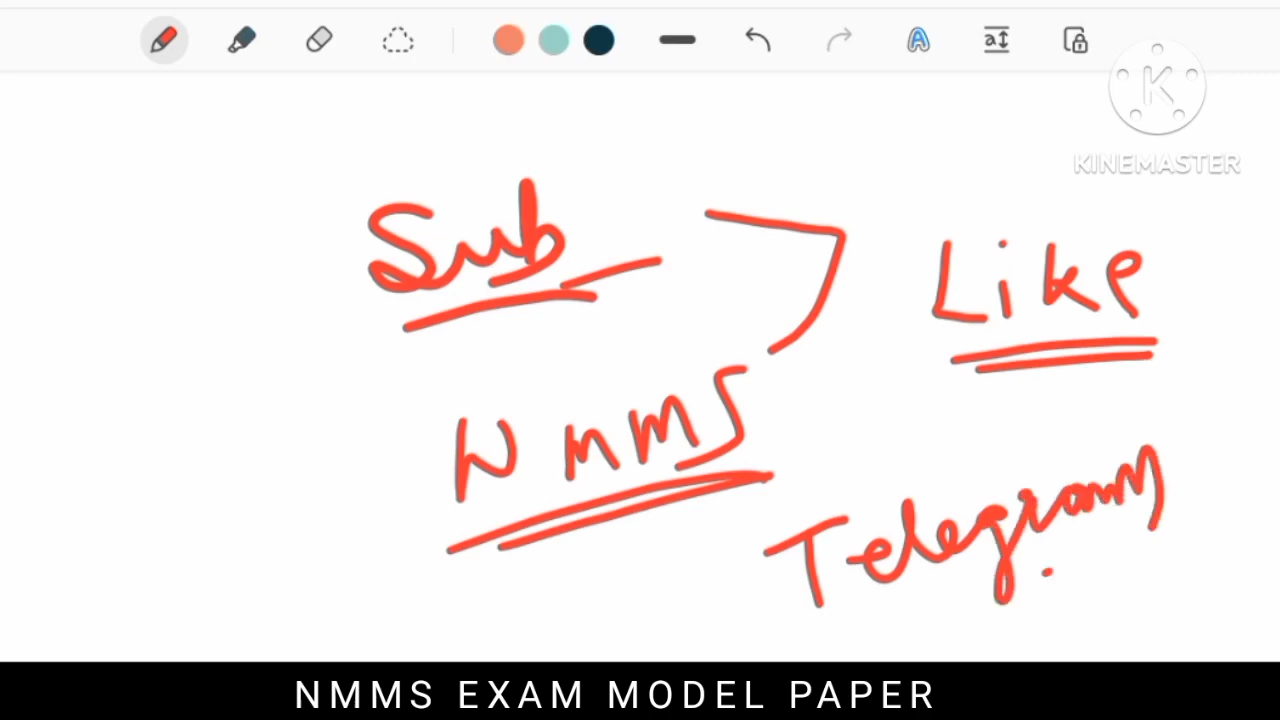 KINEMASTER
Sub
Like
NMMS
Telegram
NMMS EXAM MODEL PAPER